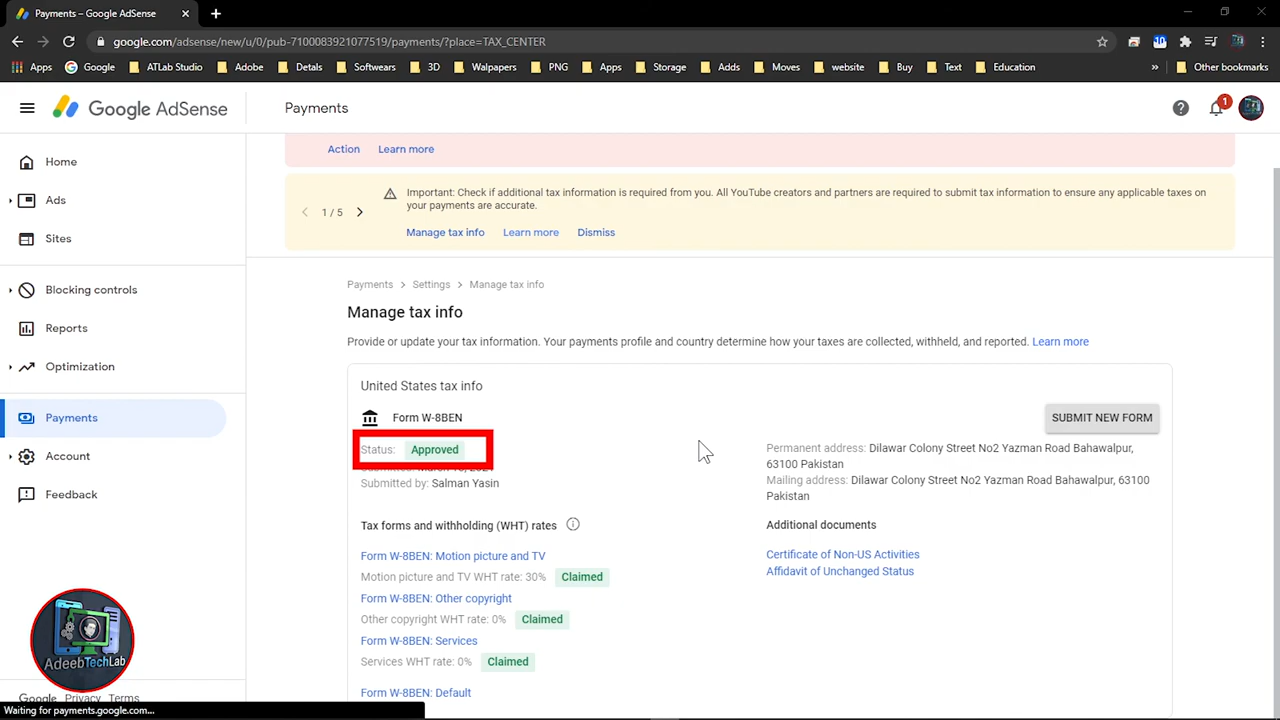 Payments – Google AdSense
google.com/adsense/new/u/0/pub-7100083921077519/payments/?place=TAX_CENTER
Apps Google ATLab Studio Adobe Detals Softwars 3D Walpapers PNG Apps Storage Adds Moves website Buy Text Education » Other bookmarks
Google AdSense
Payments
1
Home
Ads
Sites
Blocking controls
Reports
Optimization
Payments
Account
Feedback
Google Privacy Terms
AdeebTechLab
Waiting for payments.google.com...
Action Learn more
1 / 5
Important: Check if additional tax information is required from you. All YouTube creators and partners are required to submit tax information to ensure any applicable taxes on
your payments are accurate.
Manage tax info Learn more Dismiss
Payments > Settings > Manage tax info
Manage tax info
Provide or update your tax information. Your payments profile and country determine how your taxes are collected, withheld, and reported. Learn more
United States tax info
Form W-8BEN
SUBMIT NEW FORM
Status: Approved
Submitted by: Salman Yasin
Permanent address: Dilawar Colony Street No2 Yazman Road Bahawalpur,
63100 Pakistan
Mailing address: Dilawar Colony Street No2 Yazman Road Bahawalpur, 63100
Pakistan
Tax forms and withholding (WHT) rates
Form W-8BEN: Motion picture and TV
Motion picture and TV WHT rate: 30% Claimed
Form W-8BEN: Other copyright
Other copyright WHT rate: 0% Claimed
Form W-8BEN: Services
Services WHT rate: 0% Claimed
Form W-8BEN: Default
Additional documents
Certificate of Non-US Activities
Affidavit of Unchanged Status